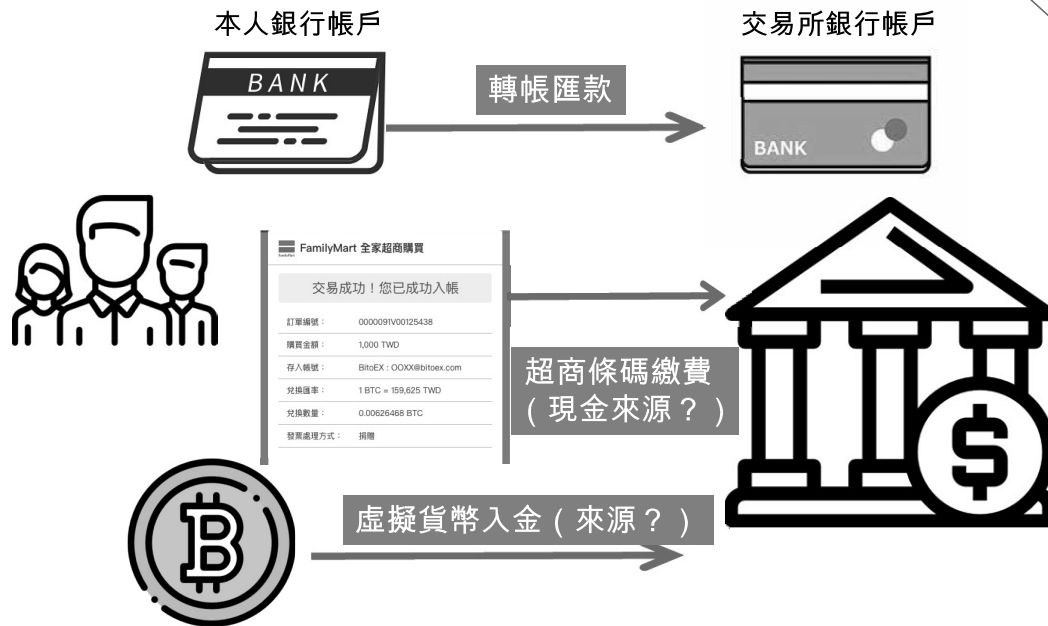 本人銀行帳戶
交易所銀行帳戶
BANK
轉帳匯款
BANK
FamilyMart 全家超商購買
交易成功！您已成功入帳
訂單編號： 0000091V00125438
購買金額： 1,000 TWD
存入帳號： BitoEX : OOXX@bitoex.com
兌換匯率： 1 BTC = 159,625 TWD
兌換數量： 0.00626468 BTC
發票處理方式： 捐贈
超商條碼繳費
（現金來源？）
虛擬貨幣入金（來源？）